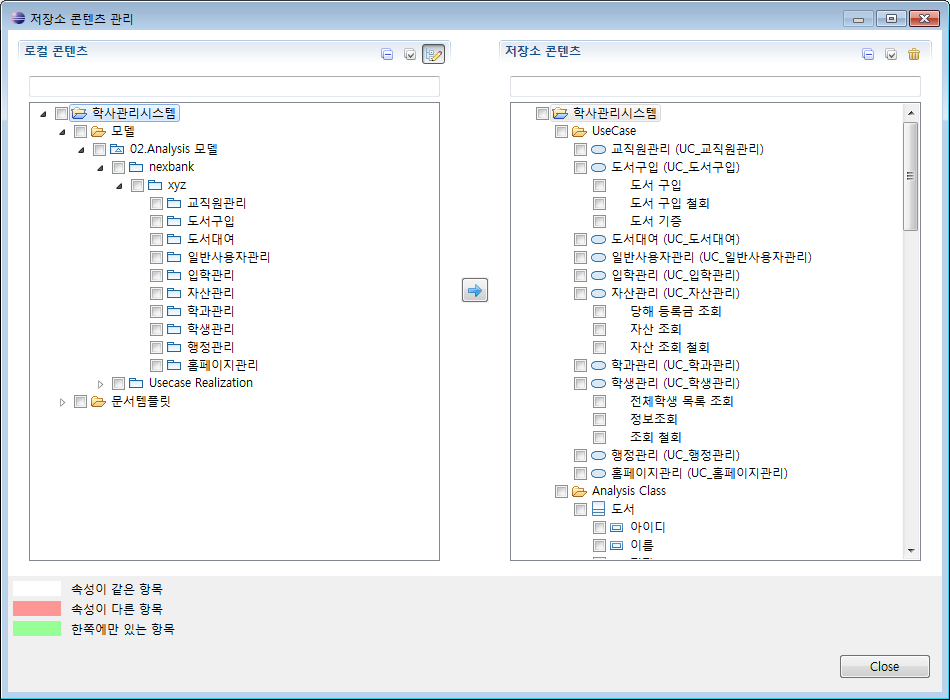 저장소 콘텐츠 관리
로컬 콘텐츠
학사관리시스템
모델
02.Analysis 모델
nexbank
xyz
교직원관리
도서구입
도서대여
일반사용자관리
입학관리
자산관리
학과관리
학생관리
행정관리
홈페이지관리
Usecase Realization
문서템플릿
저장소 콘텐츠
학사관리시스템
UseCase
교직원관리 (UC_교직원관리)
도서구입 (UC_도서구입)
도서 구입
도서 구입 철회
도서 기증
도서대여 (UC_도서대여)
일반사용자관리 (UC_일반사용자관리)
입학관리 (UC_입학관리)
자산관리 (UC_자산관리)
당해 등록금 조회
자산 조회
자산 조회 철회
학과관리 (UC_학과관리)
학생관리 (UC_학생관리)
전체학생 목록 조회
정보조회
조회 철회
행정관리 (UC_행정관리)
홈페이지관리 (UC_홈페이지관리)
Analysis Class
도서
아이디
이름
속성이 같은 항목
속성이 다른 항목
한쪽에만 있는 항목
Close